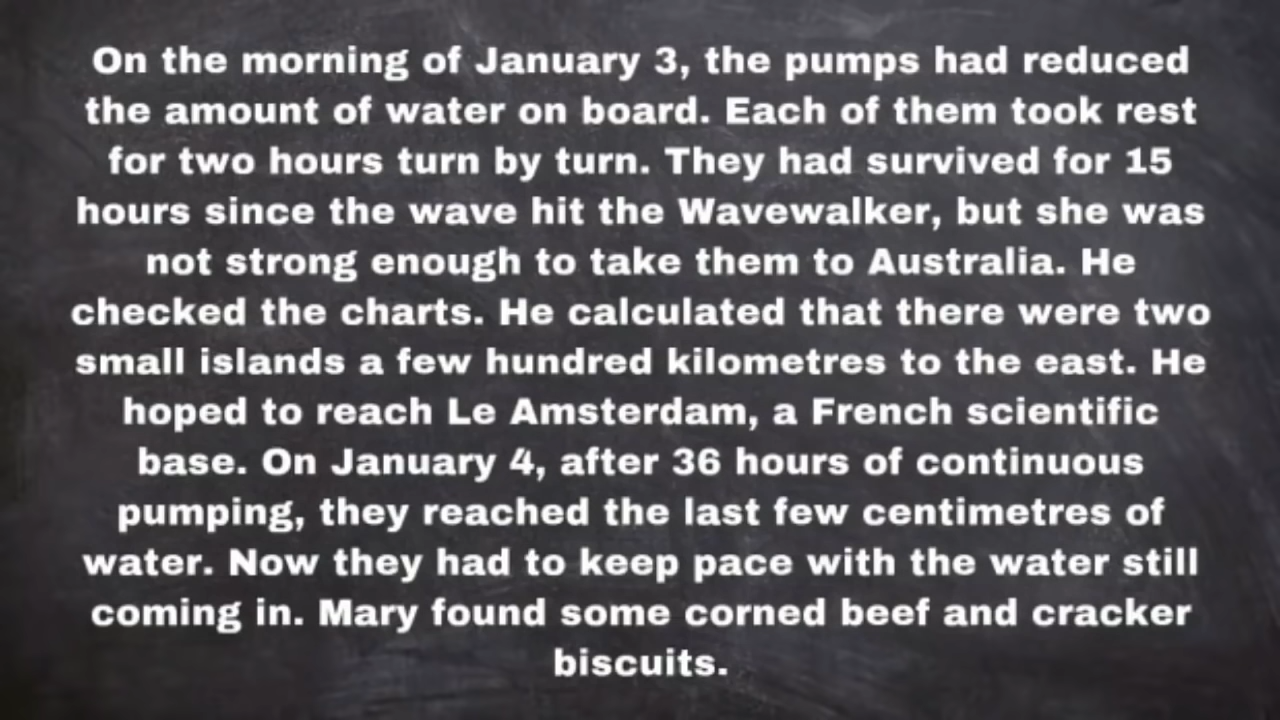 On the morning of January 3, the pumps had reduced
the amount of water on board. Each of them took rest
for two hours turn by turn. They had survived for 15
hours since the wave hit the Wavewalker, but she was
not strong enough to take them to Australia. He
checked the charts. He calculated that there were two
small islands a few hundred kilometres to the east. He
hoped to reach Le Amsterdam, a French scientific
base. On January 4, after 36 hours of continuous
pumping, they reached the last few centimetres of
water. Now they had to keep pace with the water still
coming in. Mary found some corned beef and cracker
biscuits.